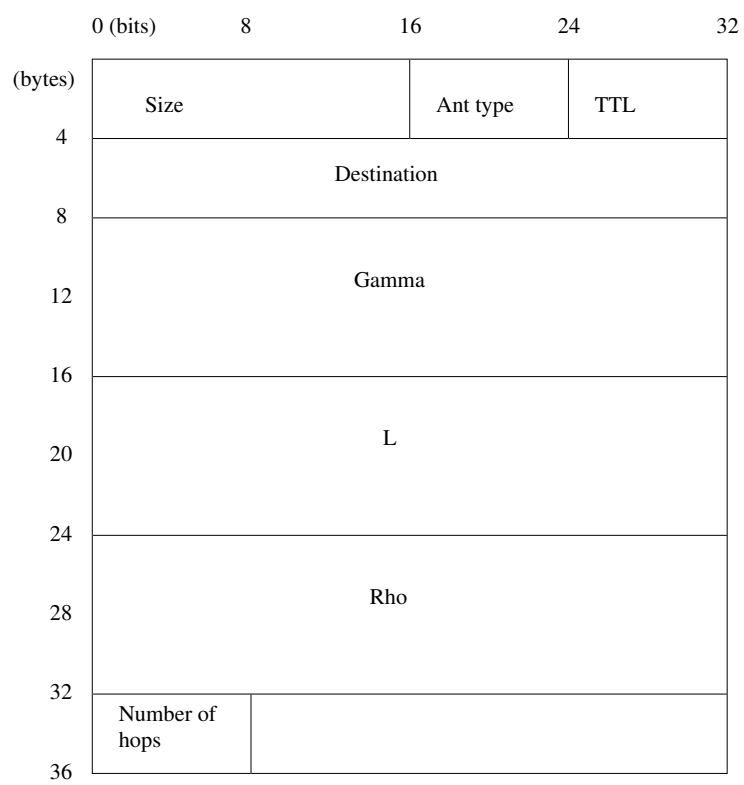 0 (bits) 8 16 24 32
(bytes)
Size Ant type TTL
4
Destination
8
Gamma
12
16
L
20
24
Rho
28
32
Number of
hops
36